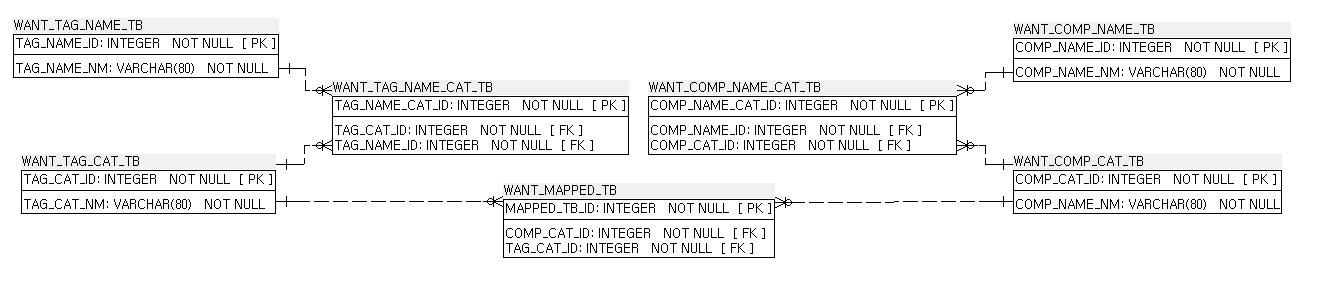 WANT_TAG_NAME_TB
TAG_NAME_ID: INTEGER NOT NULL [ PK ]
TAG_NAME_NM: VARCHAR(80) NOT NULL
WANT_COMP_NAME_TB
COMP_NAME_ID: INTEGER NOT NULL [ PK ]
COMP_NAME_NM: VARCHAR(80) NOT NULL
WANT_TAG_NAME_CAT_TB
TAG_NAME_CAT_ID: INTEGER NOT NULL [ PK ]
TAG_CAT_ID: INTEGER NOT NULL [ FK ]
TAG_NAME_ID: INTEGER NOT NULL [ FK ]
WANT_COMP_NAME_CAT_TB
COMP_NAME_CAT_ID: INTEGER NOT NULL [ PK ]
COMP_NAME_ID: INTEGER NOT NULL [ FK ]
COMP_CAT_ID: INTEGER NOT NULL [ FK ]
WANT_TAG_CAT_TB
TAG_CAT_ID: INTEGER NOT NULL [ PK ]
TAG_CAT_NM: VARCHAR(80) NOT NULL
WANT_COMP_CAT_TB
COMP_CAT_ID: INTEGER NOT NULL [ PK ]
COMP_NAME_NM: VARCHAR(80) NOT NULL
WANT_MAPPED_TB
MAPPED_TB_ID: INTEGER NOT NULL [ PK ]
COMP_CAT_ID: INTEGER NOT NULL [ FK ]
TAG_CAT_ID: INTEGER NOT NULL [ FK ]